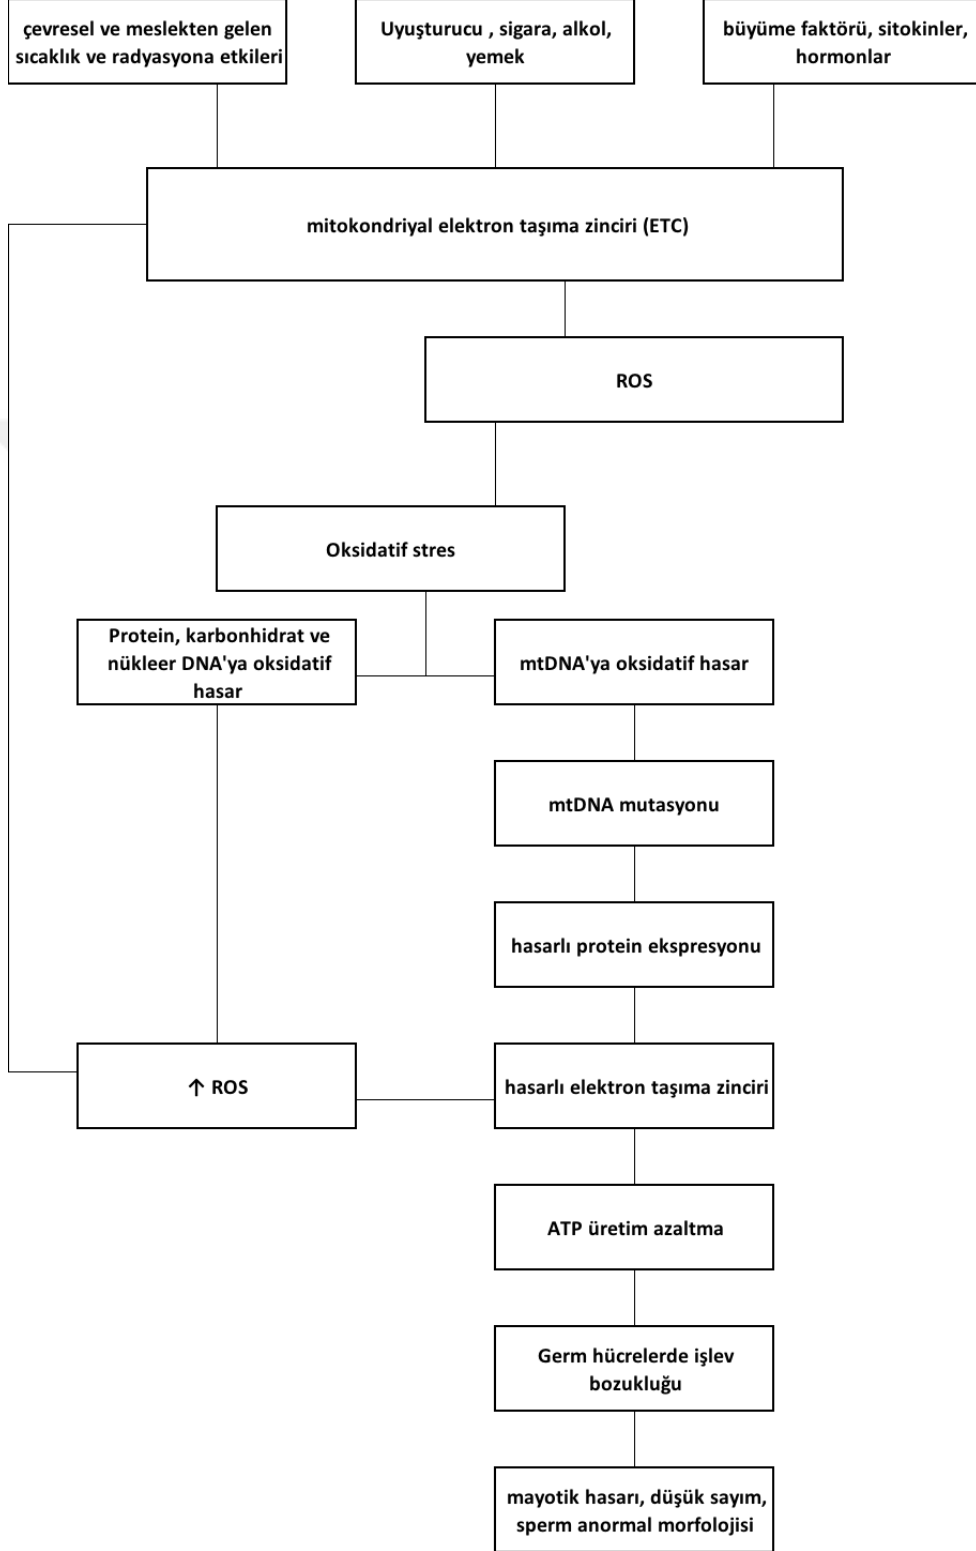 çevresel ve meslekten gelen
sıcaklık ve radyasyona etkileri
Uyuşturucu , sigara, alkol,
yemek
büyüme faktörü, sitokinler,
hormonlar
mitokondriyal elektron taşıma zinciri (ETC)
ROS
Oksidatif stres
Protein, karbonhidrat ve
nükleer DNA'ya oksidatif
hasar
mtDNA'ya oksidatif hasar
mtDNA mutasyonu
hasarlı protein ekspresyonu
↑ ROS
hasarlı elektron taşıma zinciri
ATP üretim azaltma
Germ hücrelerde işlev
bozukluğu
mayotik hasarı, düşük sayım,
sperm anormal morfolojisi